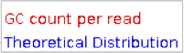 GC count per read
Theoretical Distribution